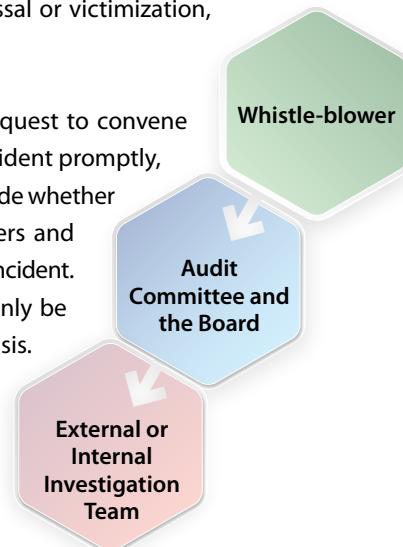 ssal or victimization,
quest to convene
ident promptly,
de whether
ers and
ncident.
nly be
sis.
Whistle-blower
Audit
Committee and
the Board
External or
Internal
Investigation
Team